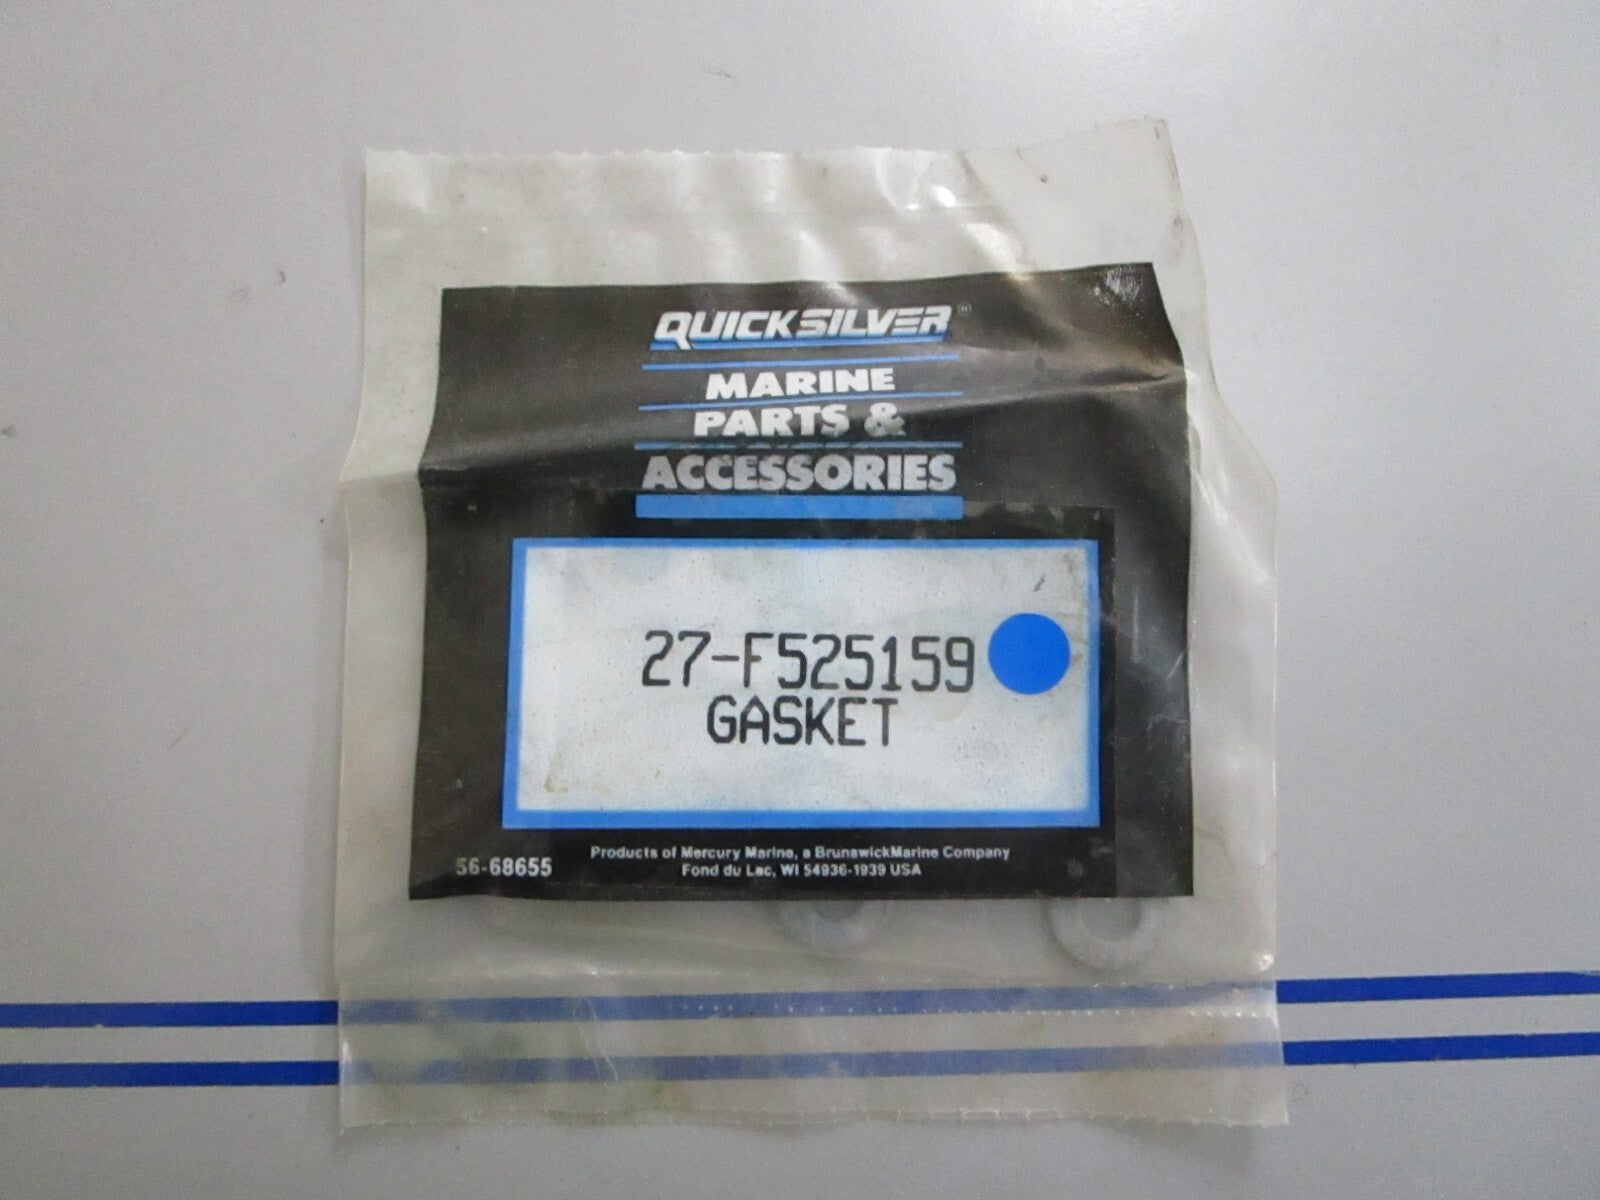 QUICKSILVER
MARINE
PARTS &
ACCESSORIES
27-F525159
GASKET
56-68655
Products of Mercury Marine, a BrunswickMarine Company
Fond du Lac, WI 54936-1939 USA